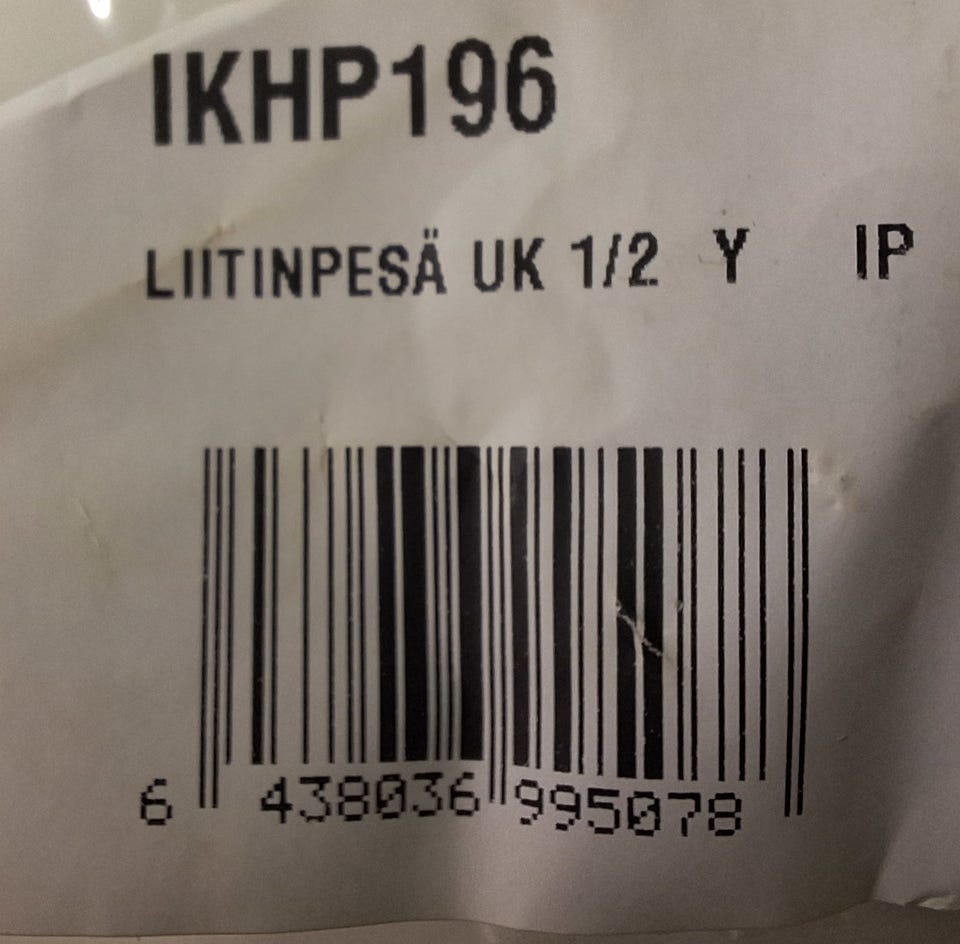 IKHP196
LIITINPESÄ UK 1/2 Y IP
6 438036 995078